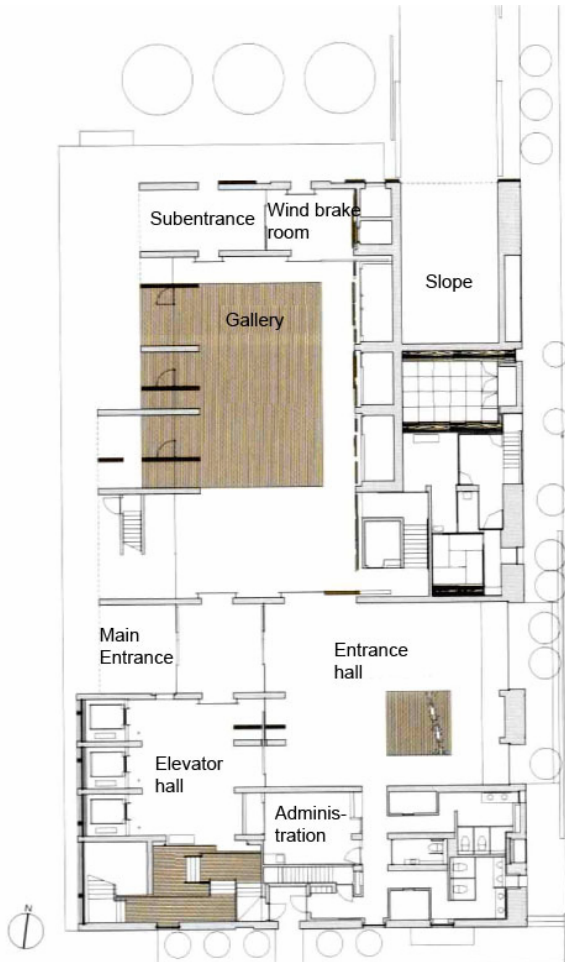 Subentrance
Wind brake
room
Slope
Gallery
Main
Entrance
Entrance
hall
Elevator
hall
Adminis-
tration
N